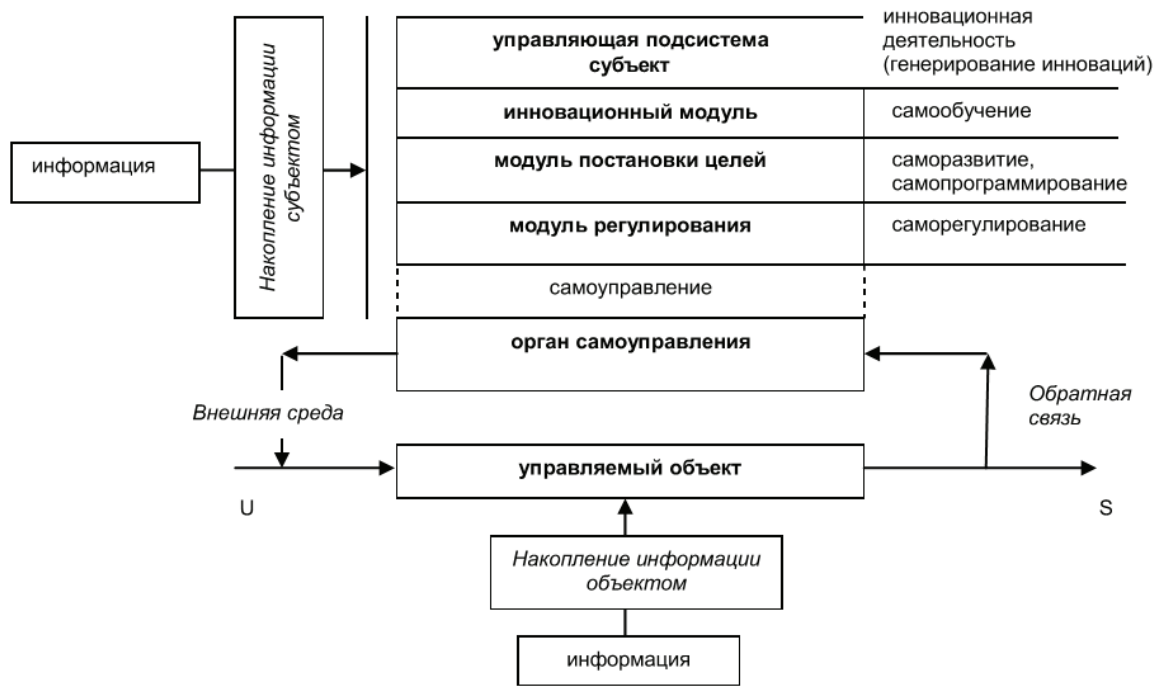 управляющая подсистема
субъект
инновационная
деятельность
(генерирование инноваций)
инновационный модуль
самообучение
информация
Накопление информации
субъектом
модуль постановки целей
саморазвитие,
самопрограммирование
модуль регулирования
саморегулирование
самоуправление
орган самоуправления
Внешняя среда
Обратная
связь
управляемый объект
U
S
Накопление информации
объектом
информация